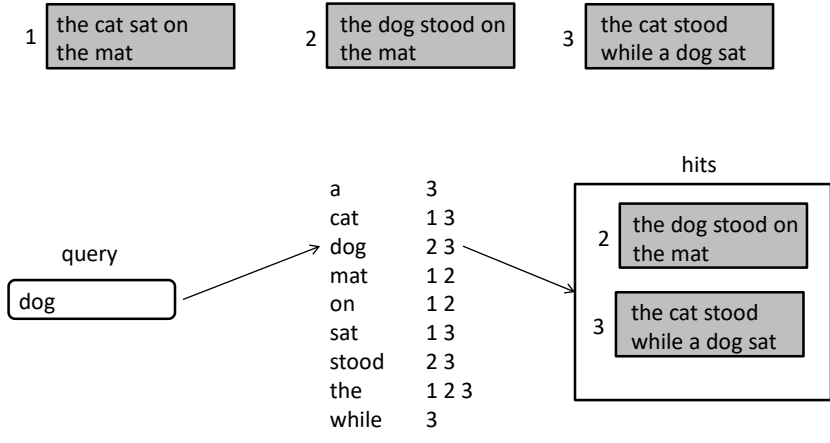 1
the cat sat on
the mat
2
the dog stood on
the mat
3
the cat stood
while a dog sat
query
dog
a 3
cat 1 3
dog 2 3
mat 1 2
on 1 2
sat 1 3
stood 2 3
the 1 2 3
while 3
hits
2
the dog stood on
the mat
3
the cat stood
while a dog sat